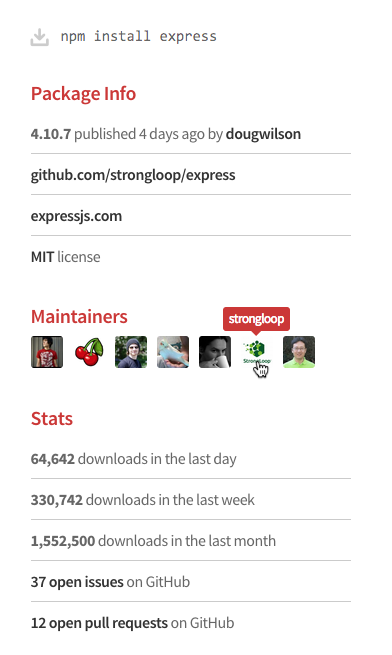 npm install express
Package Info
4.10.7 published 4 days ago by dougwilson
github.com/strongloop/express
expressjs.com
MIT license
Maintainers
strongloop
StrongLoop
Stats
64,642 downloads in the last day
330,742 downloads in the last week
1,552,500 downloads in the last month
37 open issues on GitHub
12 open pull requests on GitHub